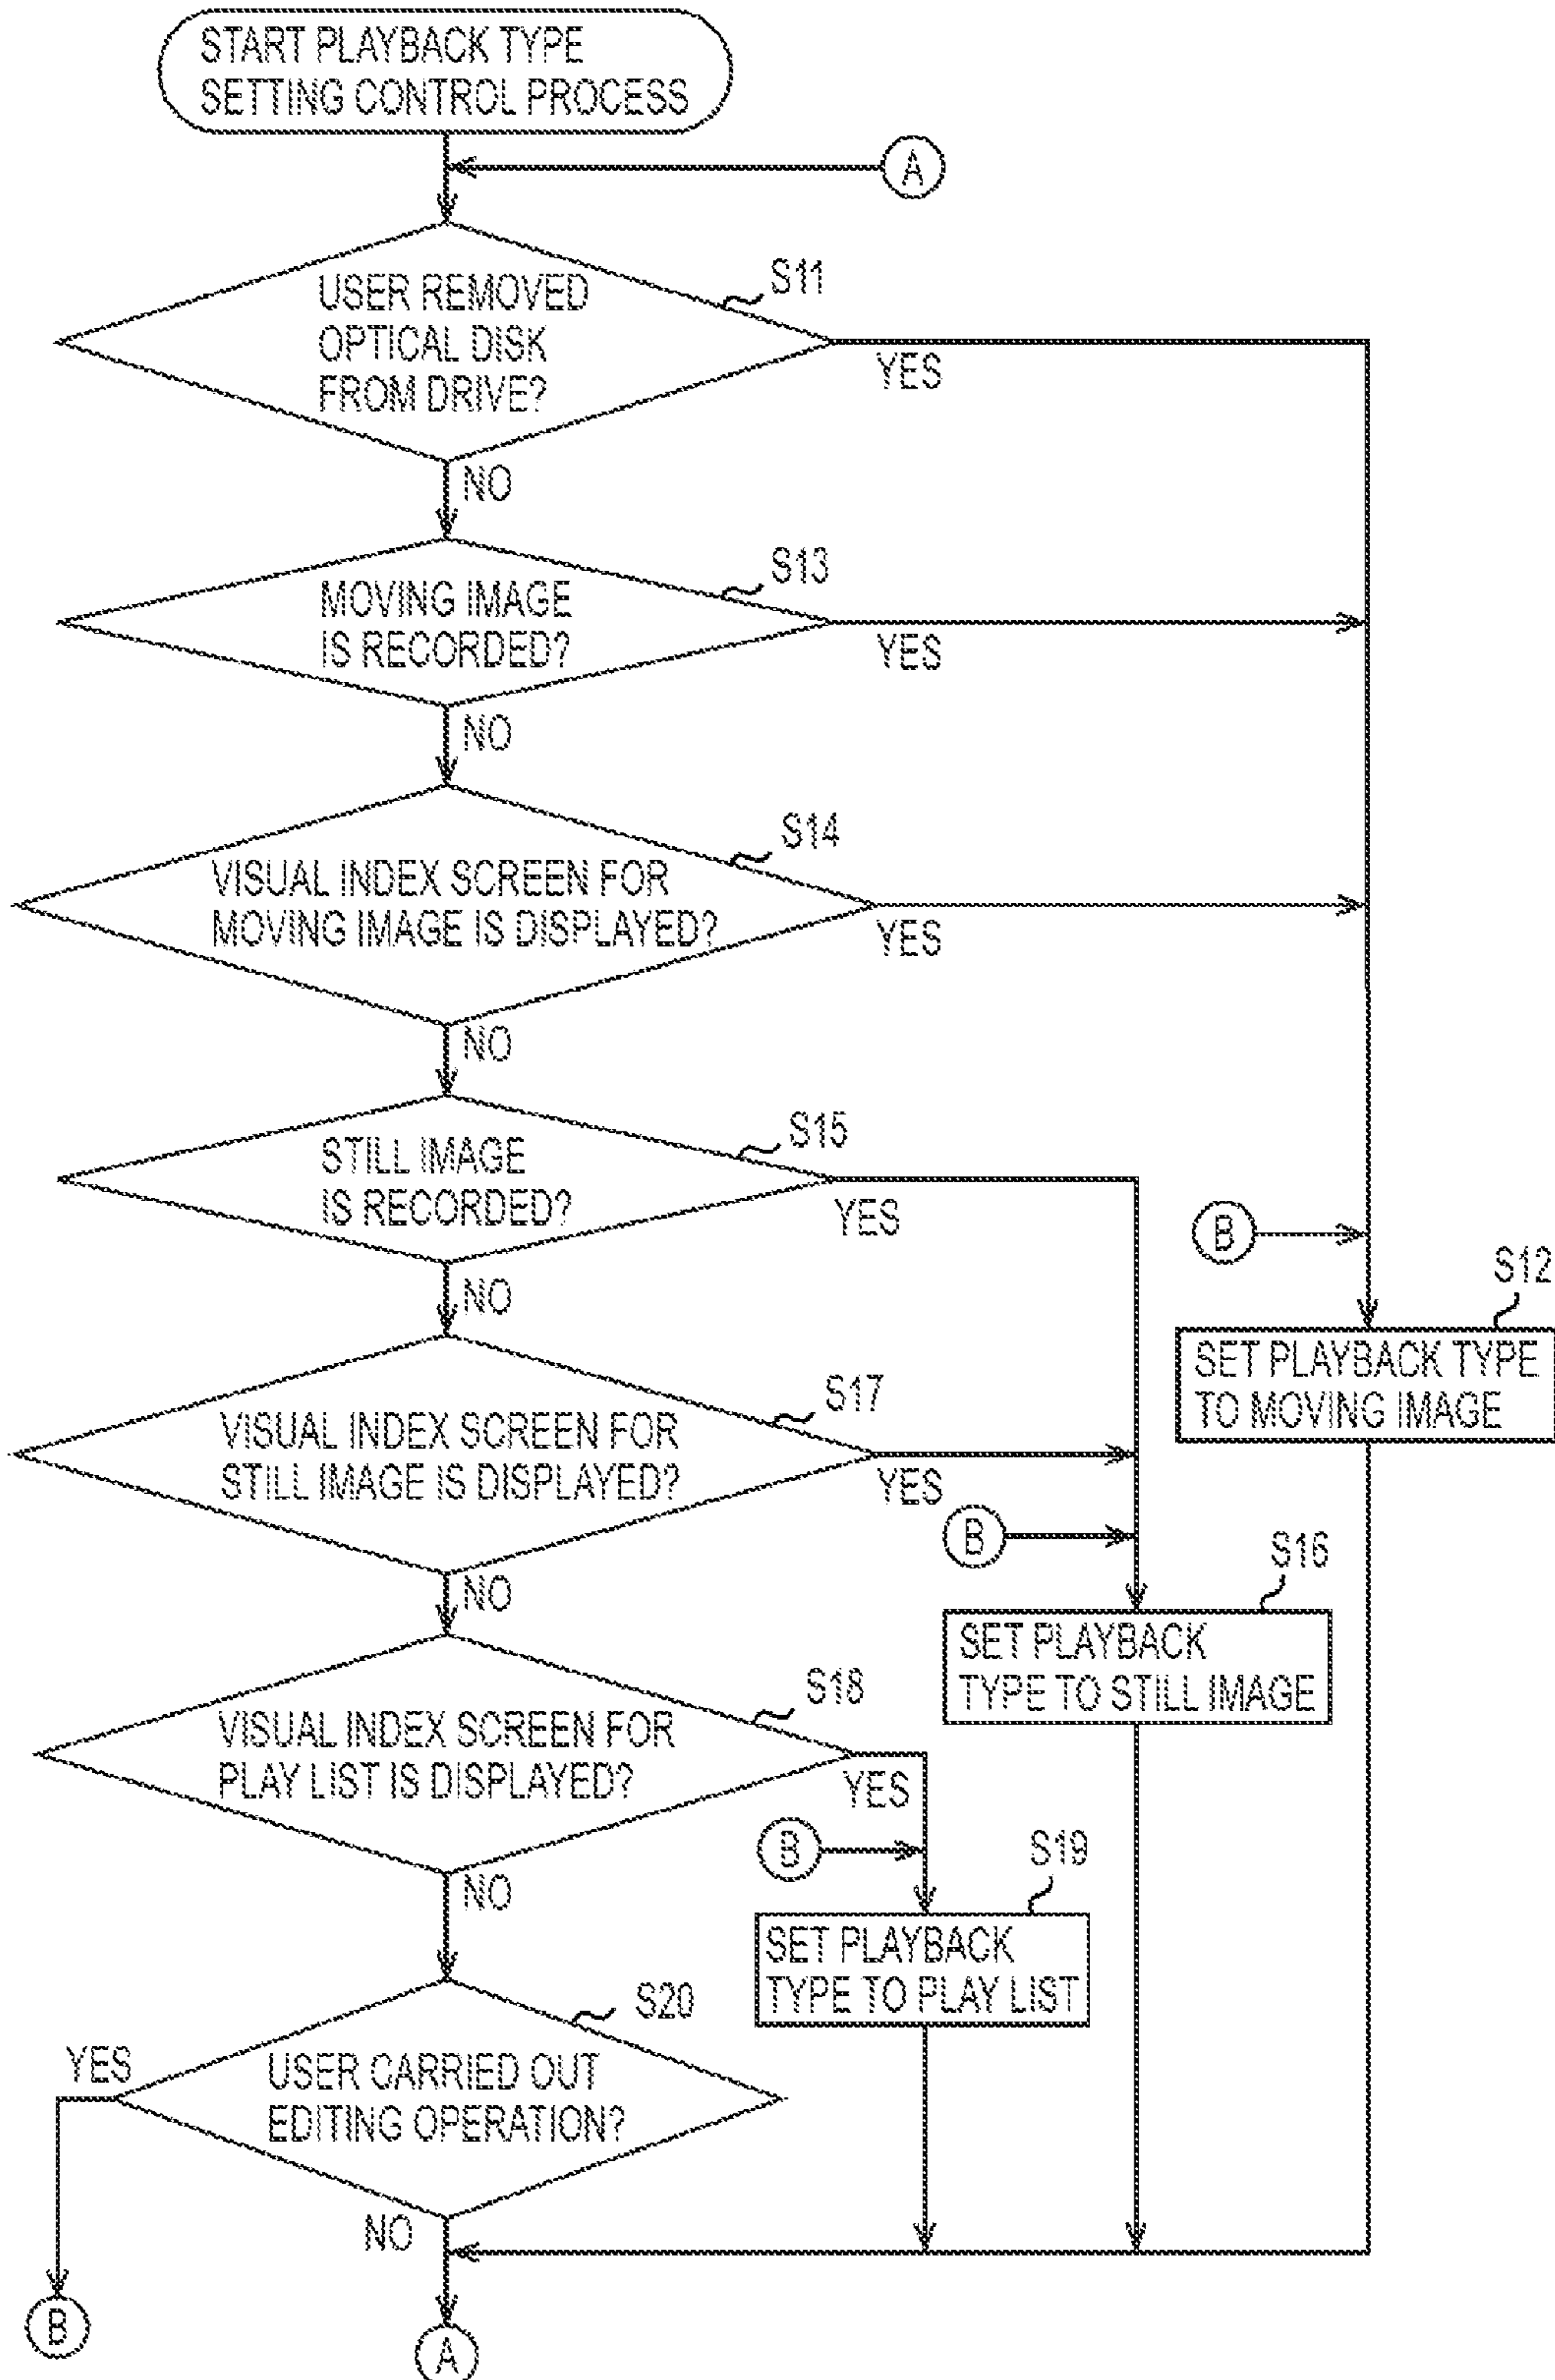 START PLAYBACK TYPE
SETTING CONTROL PROCESS
A
S11
USER REMOVED
OPTICAL DISK
FROM DRIVE?
YES
NO
S13
MOVING IMAGE
IS RECORDED?
YES
NO
S14
VISUAL INDEX SCREEN FOR
MOVING IMAGE IS DISPLAYED?
YES
NO
S15
STILL IMAGE
IS RECORDED?
YES
B
NO
S12
SET PLAYBACK TYPE
TO MOVING IMAGE
S17
VISUAL INDEX SCREEN FOR
STILL IMAGE IS DISPLAYED?
YES
B
NO
S16
SET PLAYBACK
TYPE TO STILL IMAGE
S18
VISUAL INDEX SCREEN FOR
PLAY LIST IS DISPLAYED?
YES
B
NO
S19
SET PLAYBACK
TYPE TO PLAY LIST
S20
YES
USER CARRIED OUT
EDITING OPERATION?
NO
B
A